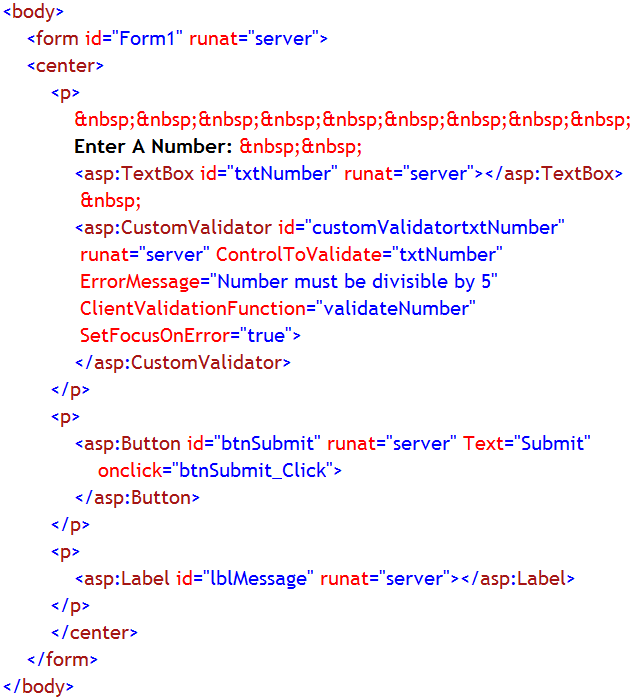 <body>
<form id="Form1" runat="server">
<center>
<p>
&nbsp;&nbsp;&nbsp;&nbsp;&nbsp;&nbsp;&nbsp;&nbsp;&nbsp;
Enter A Number: &nbsp;&nbsp;
<asp:TextBox id="txtNumber" runat="server"></asp:TextBox>
&nbsp;
<asp:CustomValidator id="customValidatortxtNumber"
runat="server" ControlToValidate="txtNumber"
ErrorMessage="Number must be divisible by 5"
ClientValidationFunction="validateNumber"
SetFocusOnError="true">
</asp:CustomValidator>
</p>
<p>
<asp:Button id="btnSubmit" runat="server" Text="Submit"
onclick="btnSubmit_Click">
</asp:Button>
</p>
<p>
<asp:Label id="lblMessage" runat="server"></asp:Label>
</p>
</center>
</form>
</body>